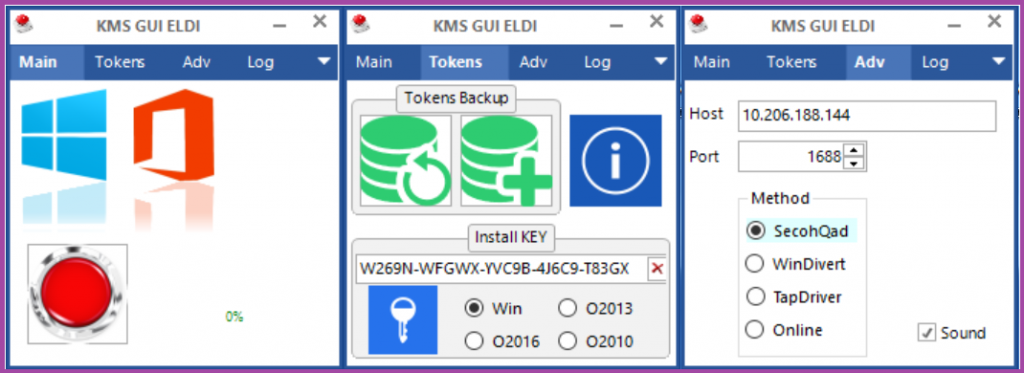 KMS GUI ELDI
Main Tokens Adv Log
0%
KMS GUI ELDI
Main Tokens Adv Log
Tokens Backup
Install KEY
W269N-WFGWX-YVC9B-4J6C9-T83GX
Win O2013
O2016 O2010
KMS GUI ELDI
Main Tokens Adv Log
Host 10.206.188.144
Port 1688
Method
SecohQad
WinDivert
TapDriver
Online
Sound